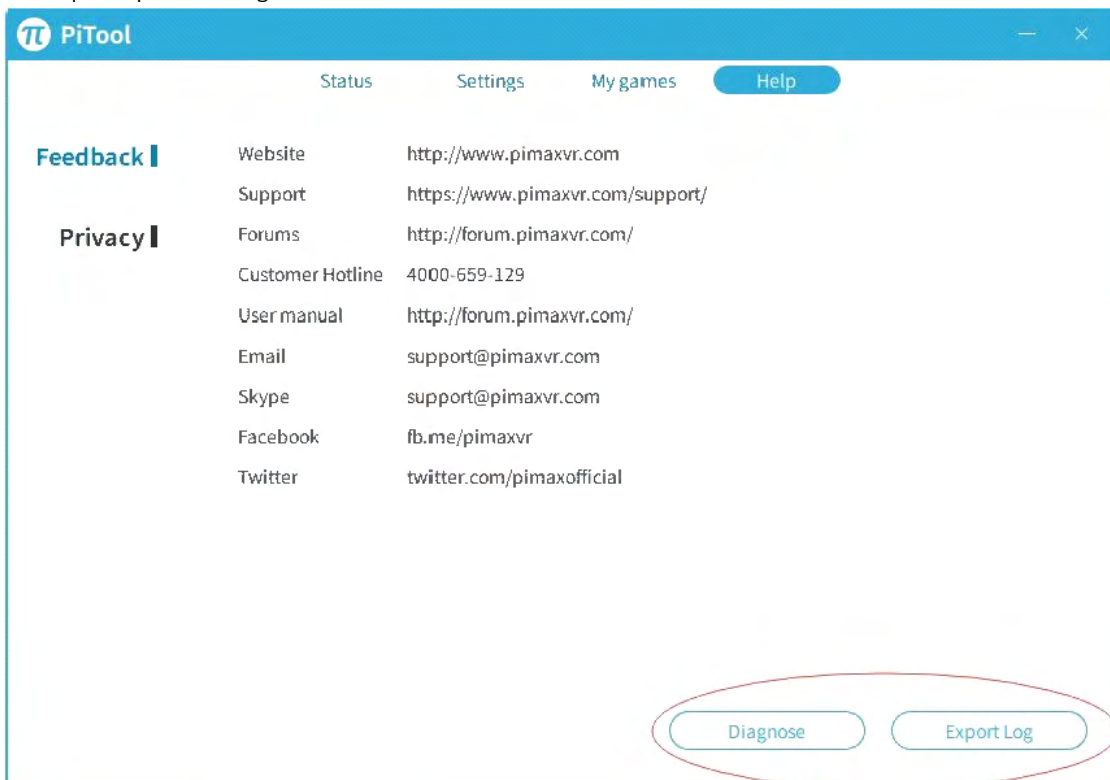 PiTool
Status Settings My games Help
Feedback
Website http://www.pimaxvr.com
Support https://www.pimaxvr.com/support/
Privacy
Forums http://forum.pimaxvr.com/
Customer Hotline 4000-659-129
User manual http://forum.pimaxvr.com/
Email support@pimaxvr.com
Skype support@pimaxvr.com
Facebook fb.me/pimaxvr
Twitter twitter.com/pimaxofficial
Diagnose Export Log